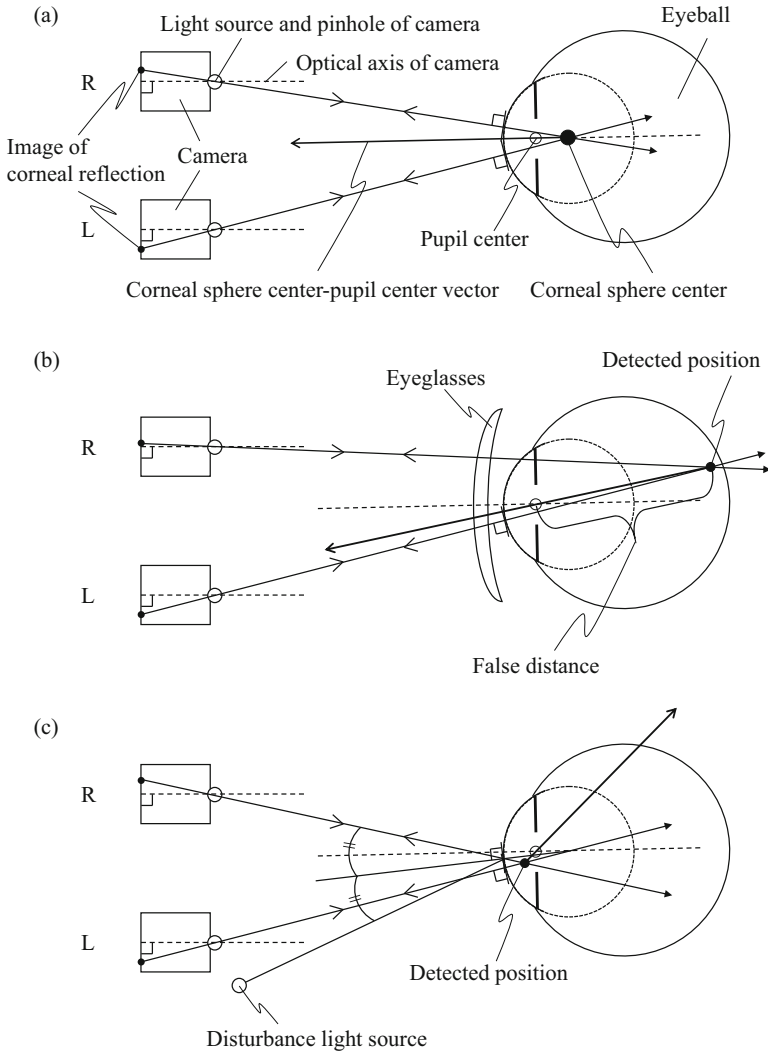 (a)
Light source and pinhole of camera
Eyeball
Optical axis of camera
R
Image of
corneal reflection
Camera
L
Pupil center
Corneal sphere center-pupil center vector
Corneal sphere center
(b)
Detected position
Eyeglasses
R
L
False distance
(c)
R
L
Detected position
Disturbance light source